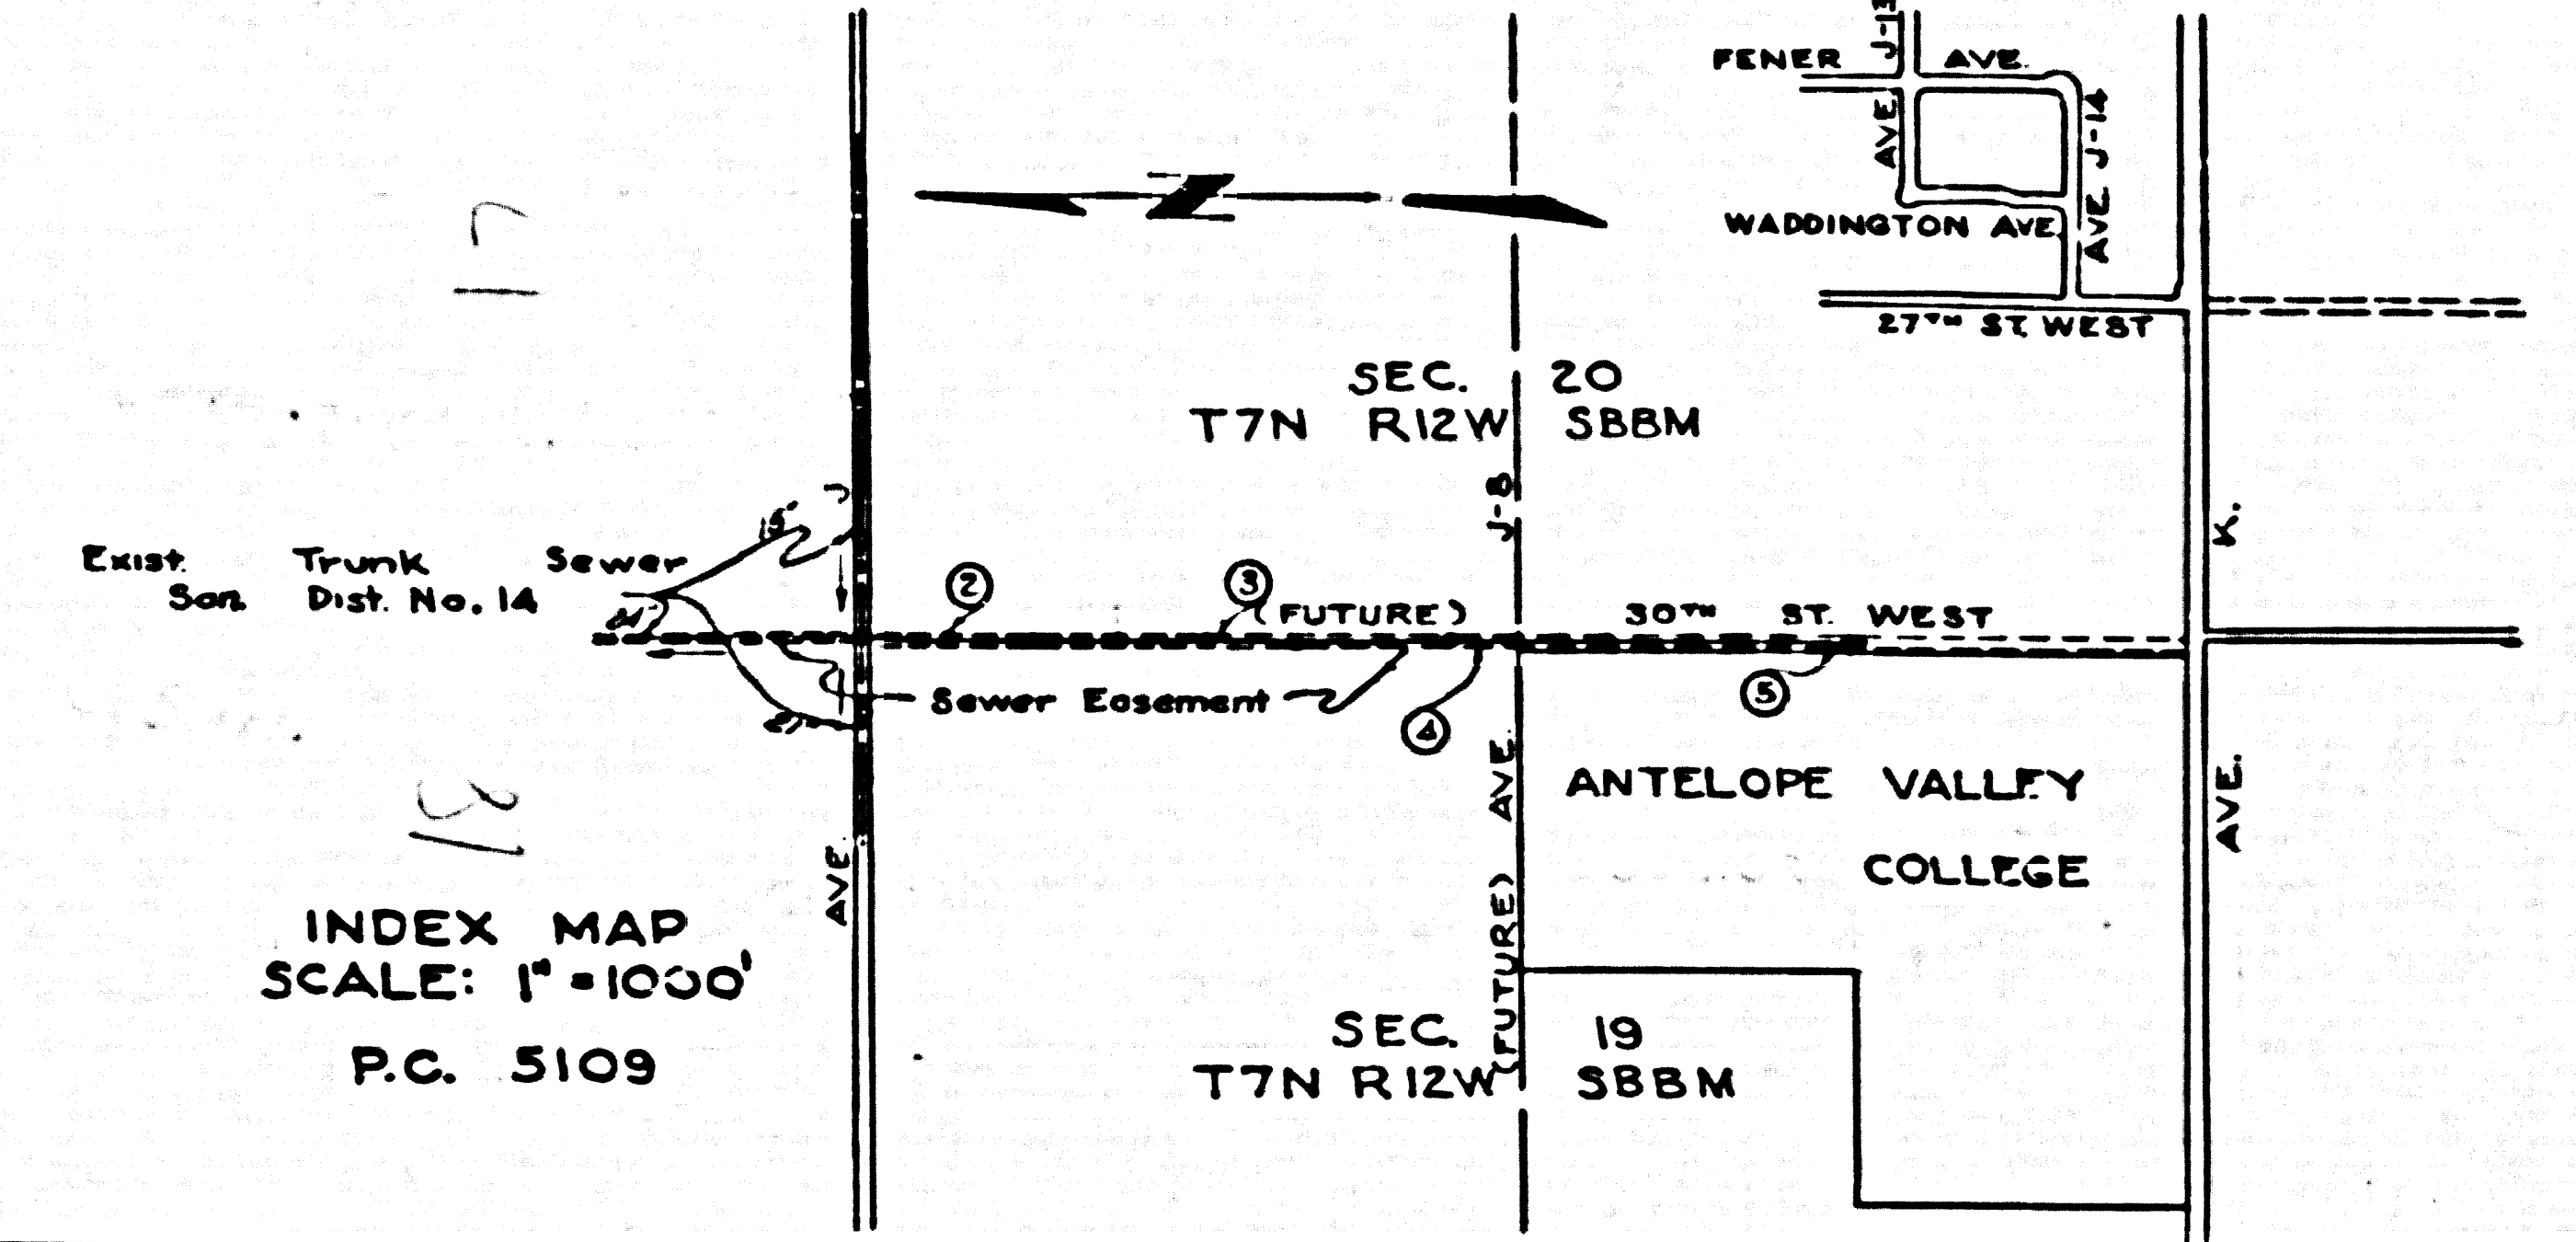 J-13
FENER AVE.
AVE.
AVE J-14
WADDINGTON AVE.
27TH ST. WEST
17
SEC. 20
T7N R12W SBBM
J-8
K.
J
15"
Exist. Trunk Sewer
San. Dist. No. 14
2
3
(FUTURE)
30TH ST. WEST
Sewer Easement
4
5
AVE.
ANTELOPE VALLEY
COLLEGE
AVE.
AVE.
(FUTURE)
INDEX MAP
SCALE: 1" = 1000'
P.C. 5109
SEC. 19
T7N R12W SBBM